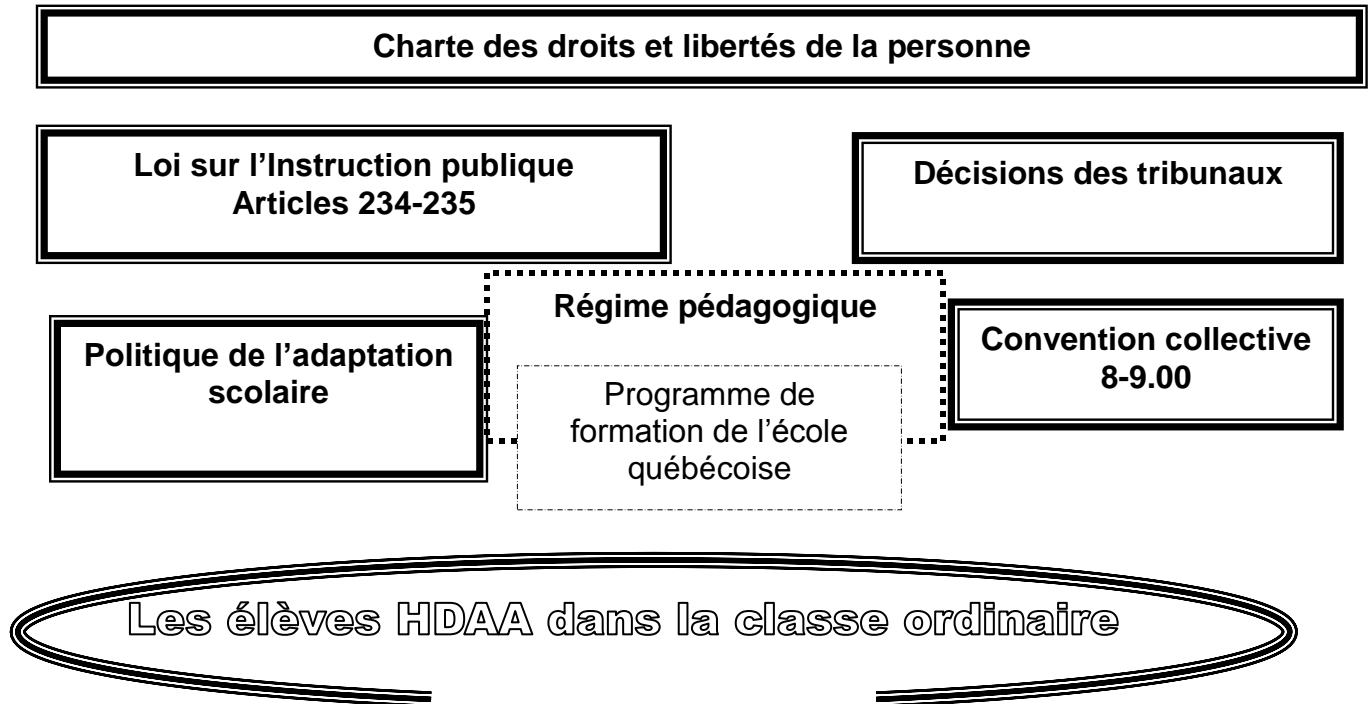 Charte des droits et libertés de la personne
Loi sur l'Instruction publique
Articles 234-235
Décisions des tribunaux
Régime pédagogique
Politique de l'adaptation
scolaire
Programme de
formation de l'école
québécoise
Convention collective
8-9.00
Les élèves HDAA dans la classe ordinaire